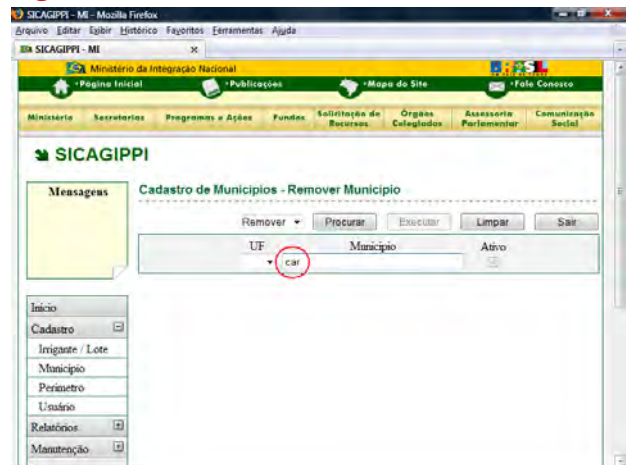 SICAGIPPI - MI - Mozilla Firefox
Arquivo Editar Exibir Histórico Favoritos Ferramentas Ajuda
SICAGIPPI - MI
Ministério da Integração Nacional
BRASIL
Página Inicial Publicações Mapa do Site Fale Conosco
Ministério Secretarias Programas e Ações Fundos Solicitação de Recursos Órgãos Colegiados Assessoria Parlamentar Comunicação Social
SICAGIPPI
Mensagens
Cadastro de Municípios - Remover Município
Remover Procurar Executar Limpar Sair
UF Município Ativo
car
Início
Cadastro
Irrigante / Lote
Município
Perímetro
Usuário
Relatórios
Manutenção